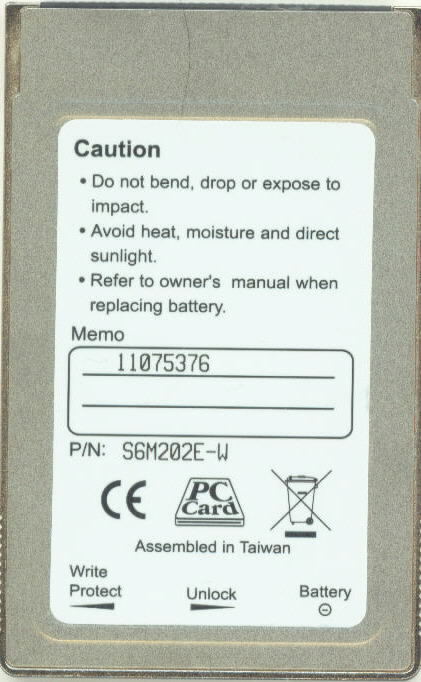 Caution
• Do not bend, drop or expose to
impact.
• Avoid heat, moisture and direct
sunlight.
• Refer to owner's manual when
replacing battery.
Memo
11075376
P/N: S6M202E-W
CE PC Card
Assembled in Taiwan
Write
Protect Unlock Battery